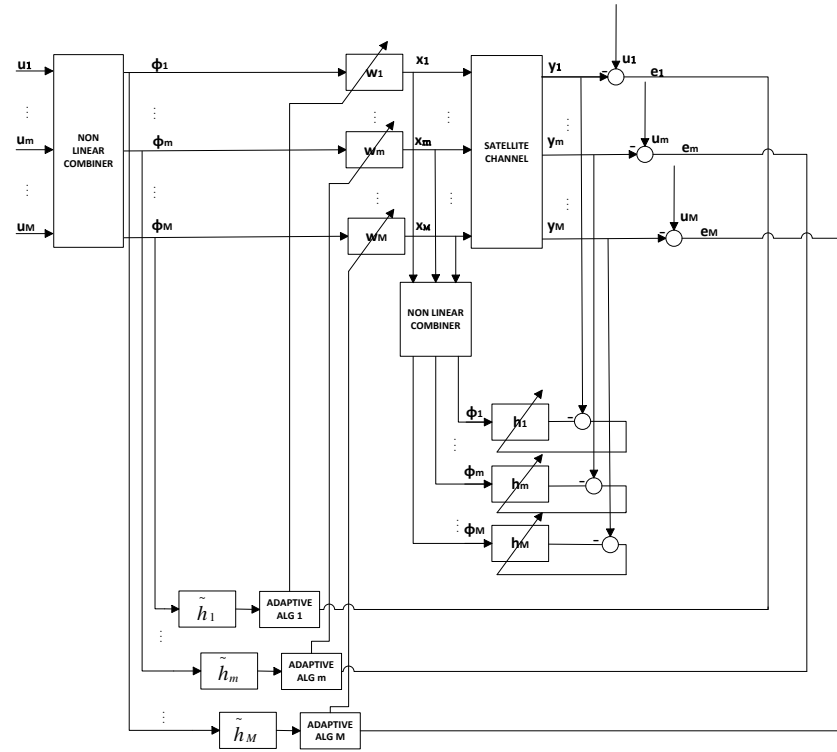 u1
ϕ1
w1
x1
y1
u1
e1
um
ϕm
wm
xm
ym
um
em
uM
ϕM
wM
xM
yM
uM
eM
NON
LINEAR
COMBINER
SATELLITE
CHANNEL
NON LINEAR
COMBINER
ϕ1
h1
ϕm
hm
ϕM
hM
h̃1
ADAPTIVE
ALG 1
h̃m
ADAPTIVE
ALG m
h̃M
ADAPTIVE
ALG M